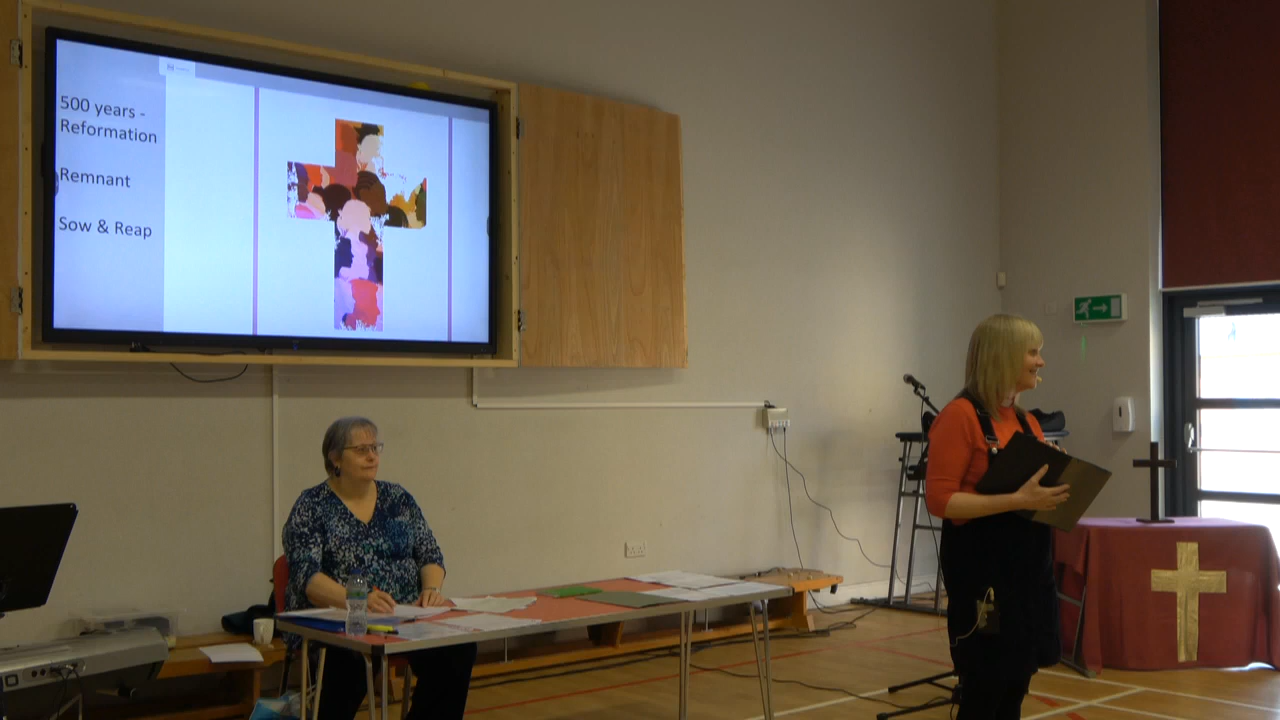 500 years -
Reformation
Remnant
Sow & Reap